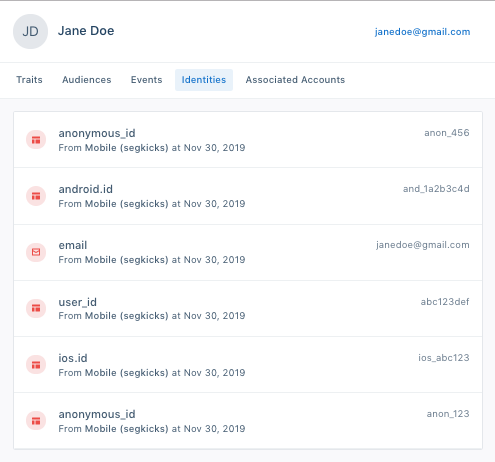 JD
Jane Doe
janedoe@gmail.com
Traits Audiences Events Identities Associated Accounts
anonymous_id anon_456
From Mobile (segkicks) at Nov 30, 2019
android.id and_1a2b3c4d
From Mobile (segkicks) at Nov 30, 2019
email janedoe@gmail.com
From Mobile (segkicks) at Nov 30, 2019
user_id abc123def
From Mobile (segkicks) at Nov 30, 2019
ios.id ios_abc123
From Mobile (segkicks) at Nov 30, 2019
anonymous_id anon_123
From Mobile (segkicks) at Nov 30, 2019